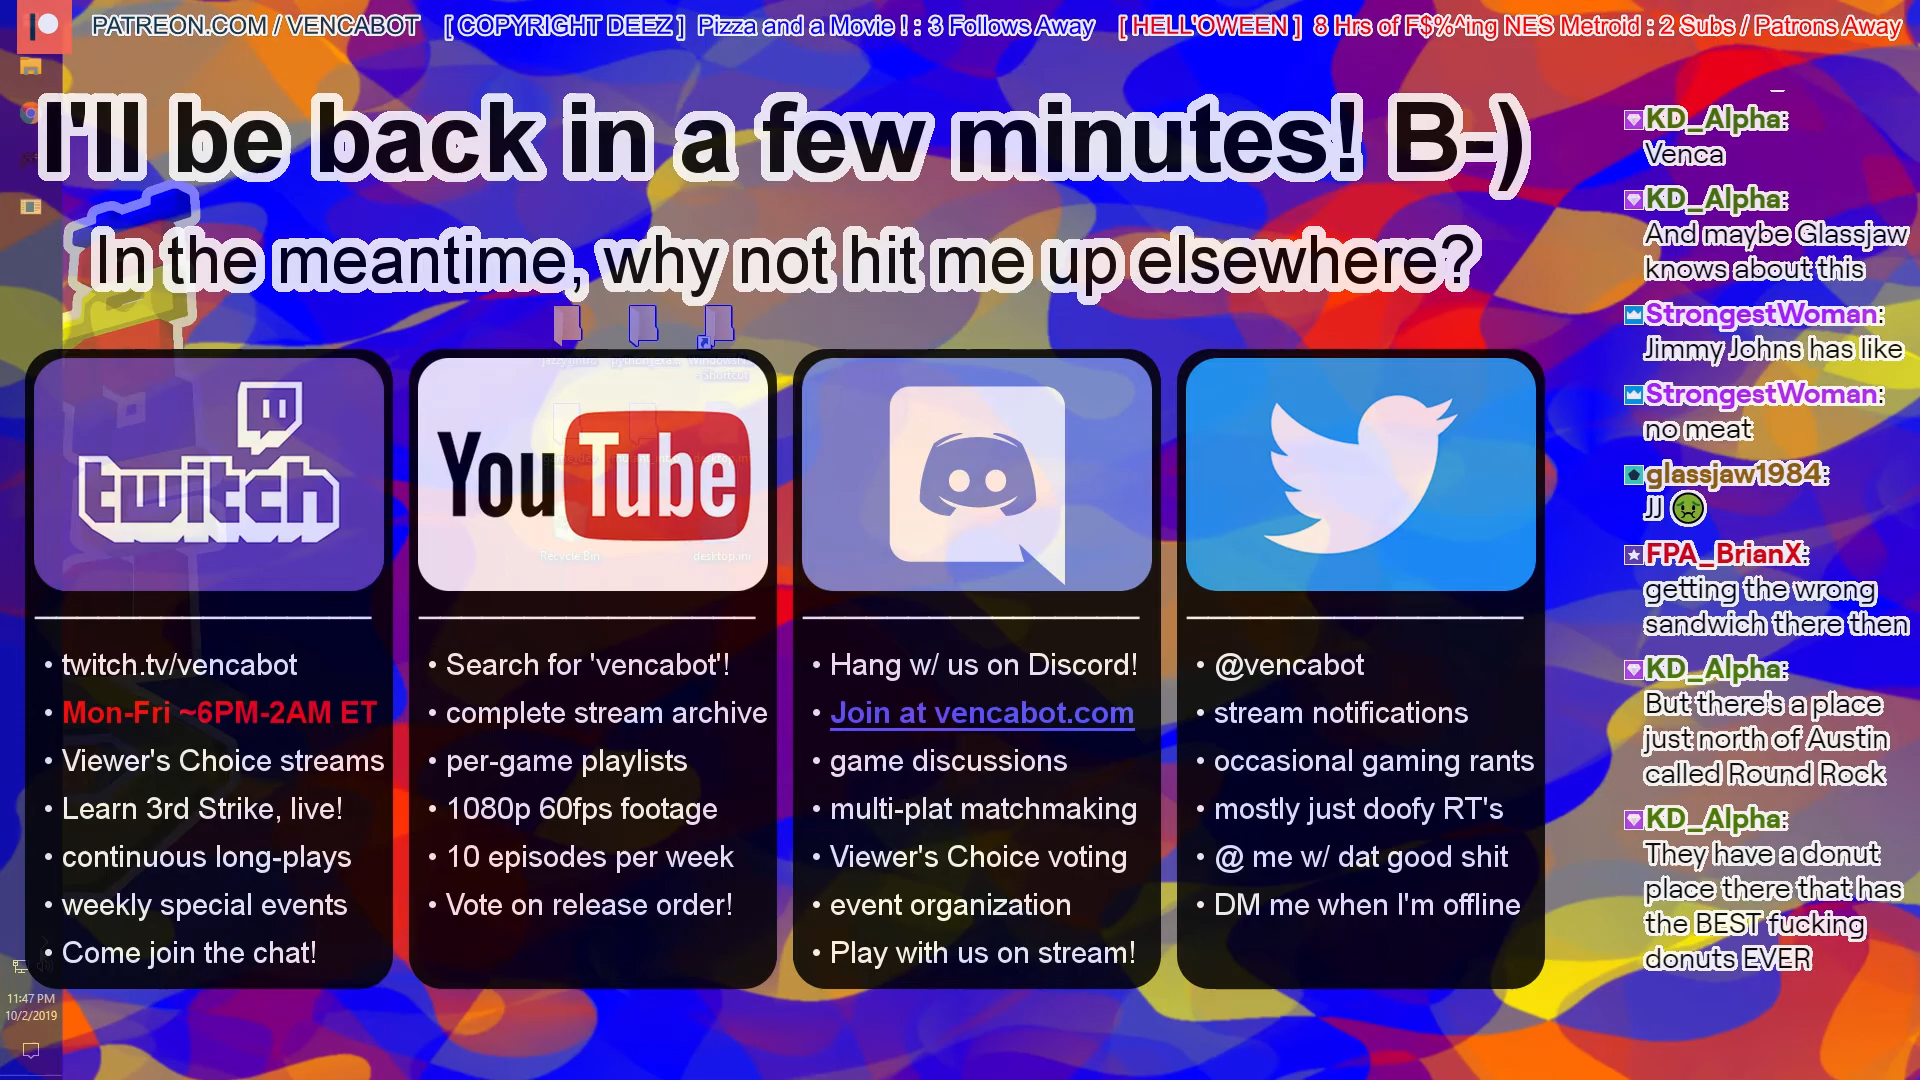 PATREON.COM / VENCABOT [ COPYRIGHT DEEZ ] Pizza and a Movie ! : 3 Follows Away [ HELL'OWEEN ] 8 Hrs of F$%^ing NES Metroid : 2 Subs / Patrons Away
I'll be back in a few minutes! B-)
In the meantime, why not hit me up elsewhere?
twitch
• twitch.tv/vencabot
• Mon-Fri ~6PM-2AM ET
• Viewer's Choice streams
• Learn 3rd Strike, live!
• continuous long-plays
• weekly special events
• Come join the chat!
YouTube
Recycle Bin
desktop.ini
• Search for 'vencabot'!
• complete stream archive
• per-game playlists
• 1080p 60fps footage
• 10 episodes per week
• Vote on release order!
• Hang w/ us on Discord!
• Join at vencabot.com
• game discussions
• multi-plat matchmaking
• Viewer's Choice voting
• event organization
• Play with us on stream!
• @vencabot
• stream notifications
• occasional gaming rants
• mostly just doofy RT's
• @ me w/ dat good shit
• DM me when I'm offline
KD_Alpha:
Venca
KD_Alpha:
And maybe Glassjaw
knows about this
StrongestWoman:
Jimmy Johns has like
StrongestWoman:
no meat
glassjaw1984:
JJ
FPA_BrianX:
getting the wrong
sandwich there then
KD_Alpha:
But there's a place
just north of Austin
called Round Rock
KD_Alpha:
They have a donut
place there that has
the BEST fucking
donuts EVER
11:47 PM
10/2/2019